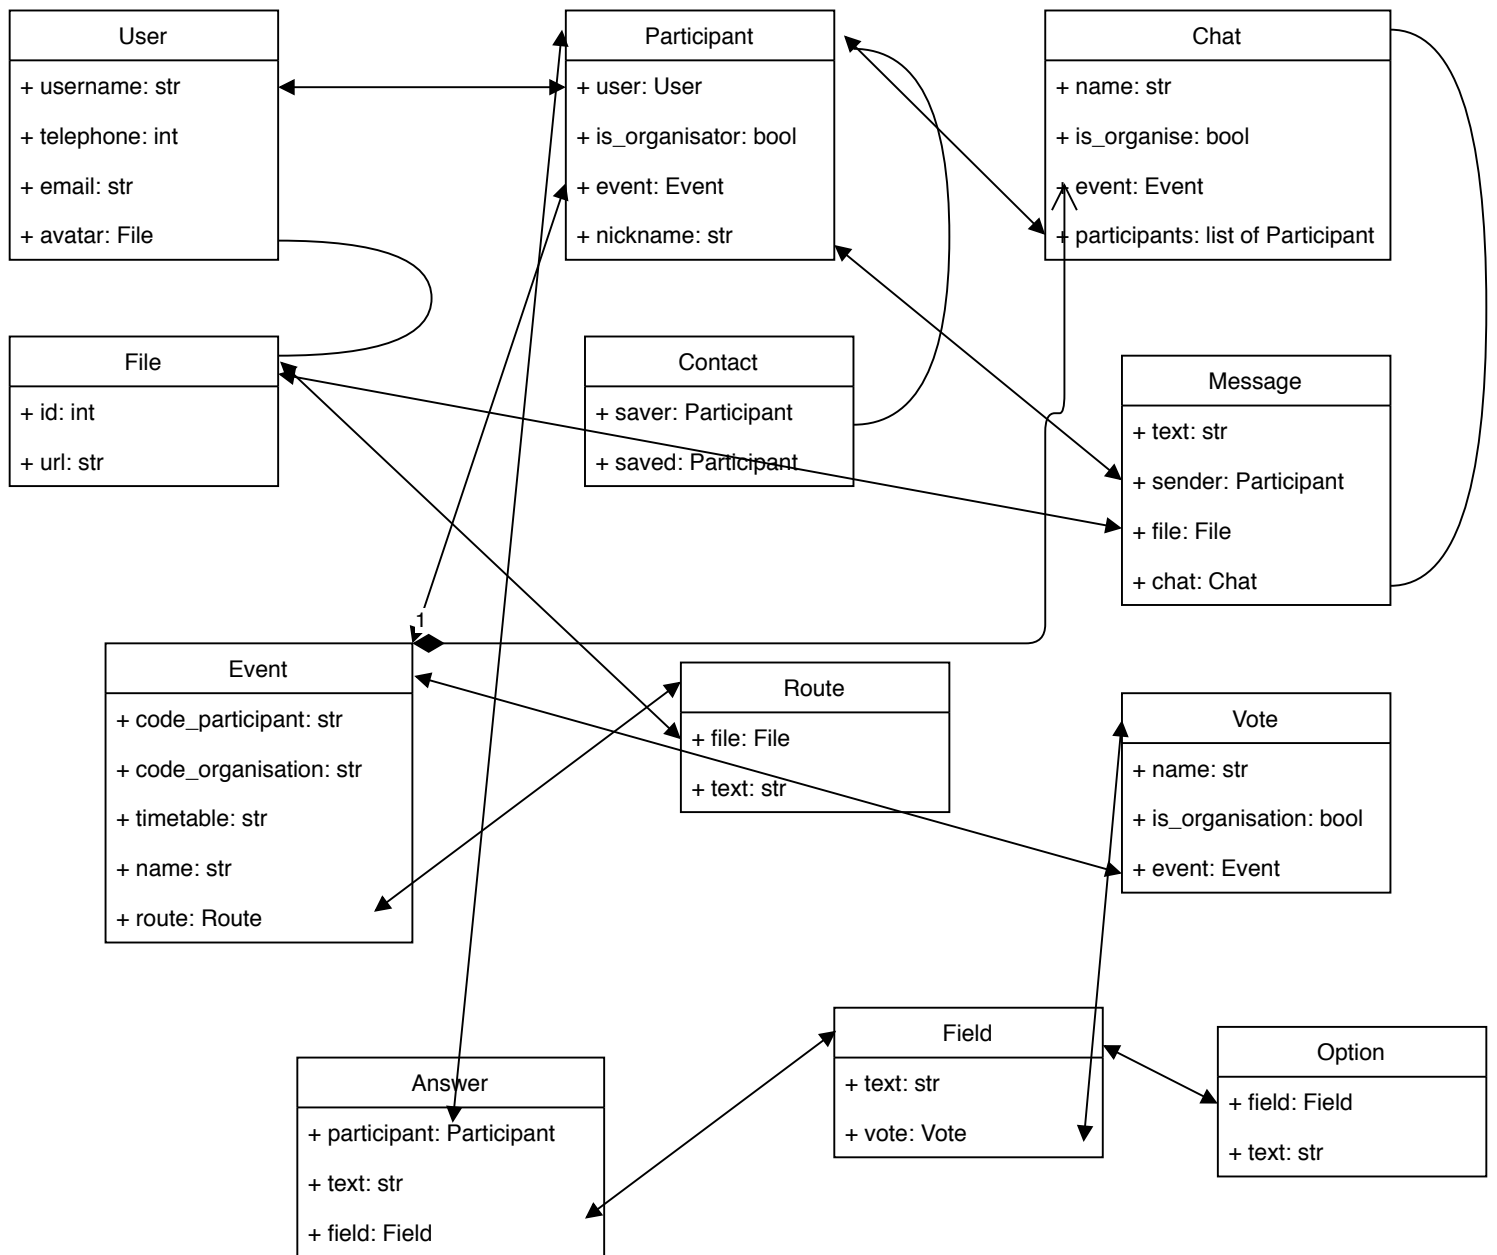 User
+ username: str
+ telephone: int
+ email: str
+ avatar: File
Participant
+ user: User
+ is_organisator: bool
+ event: Event
+ nickname: str
Chat
+ name: str
+ is_organise: bool
+ event: Event
+ participants: list of Participant
File
+ id: int
+ url: str
Contact
+ saver: Participant
+ saved: Participant
Message
+ text: str
+ sender: Participant
+ file: File
+ chat: Chat
1
Event
+ code_participant: str
+ code_organisation: str
+ timetable: str
+ name: str
+ route: Route
Route
+ file: File
+ text: str
Vote
+ name: str
+ is_organisation: bool
+ event: Event
Answer
+ participant: Participant
+ text: str
+ field: Field
Field
+ text: str
+ vote: Vote
Option
+ field: Field
+ text: str